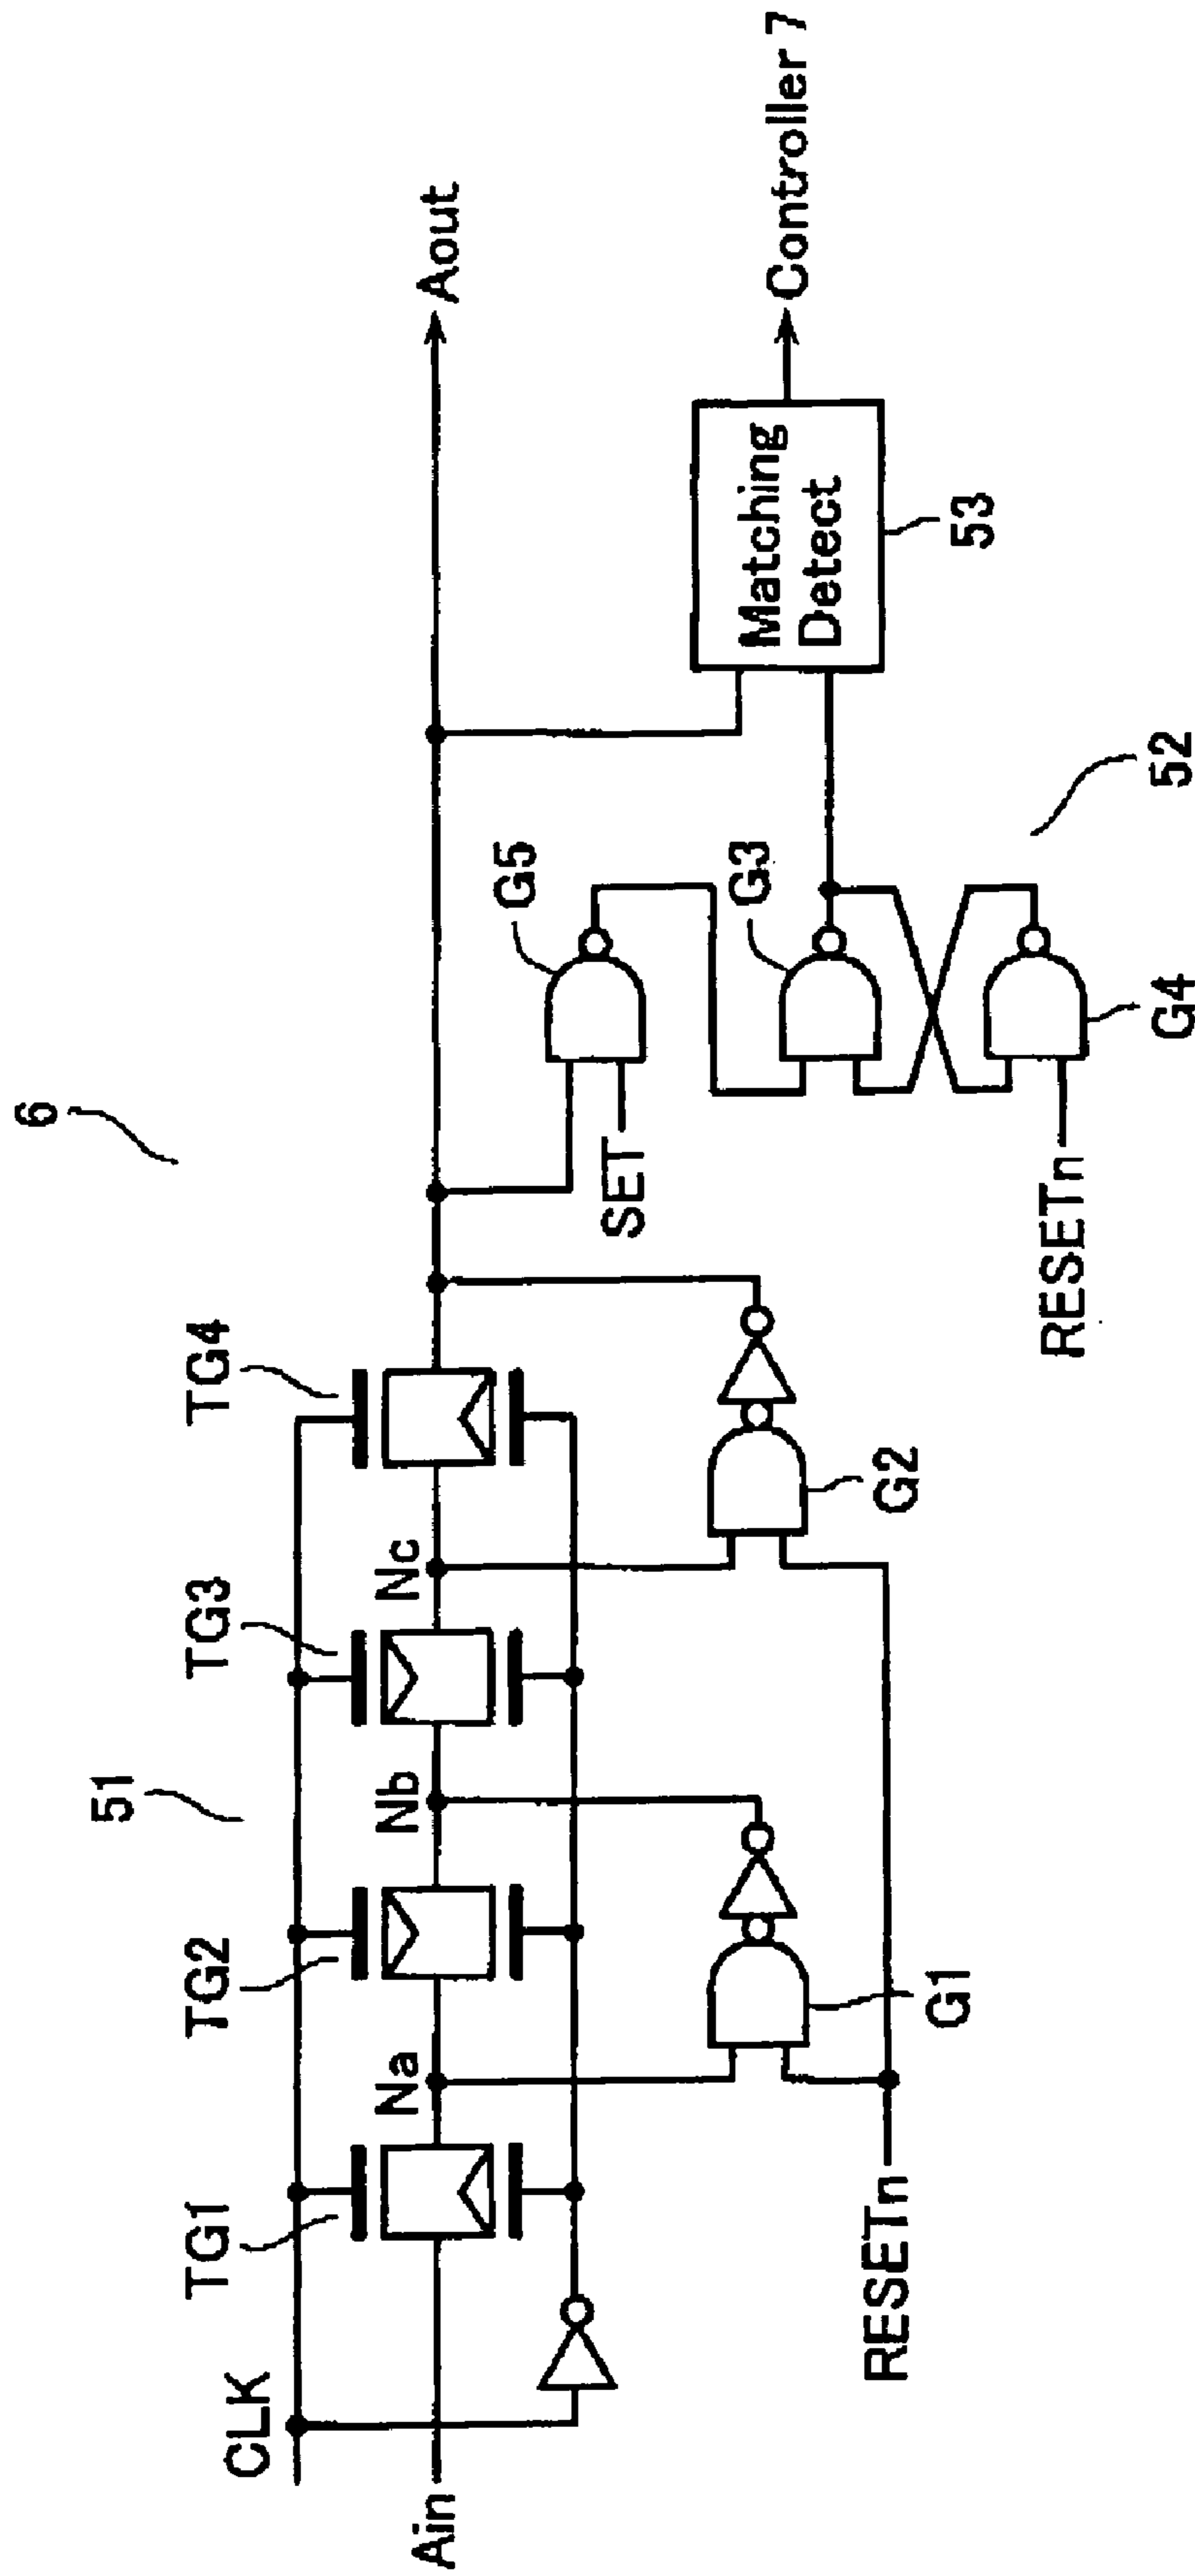 6
51
TG1
TG2
TG3
TG4
CLK
Ain
Na
Nb
Nc
Aout
G1
G2
RESETn
SET
G5
G3
G4
RESETn
52
Matching
Detect
53
Controller 7